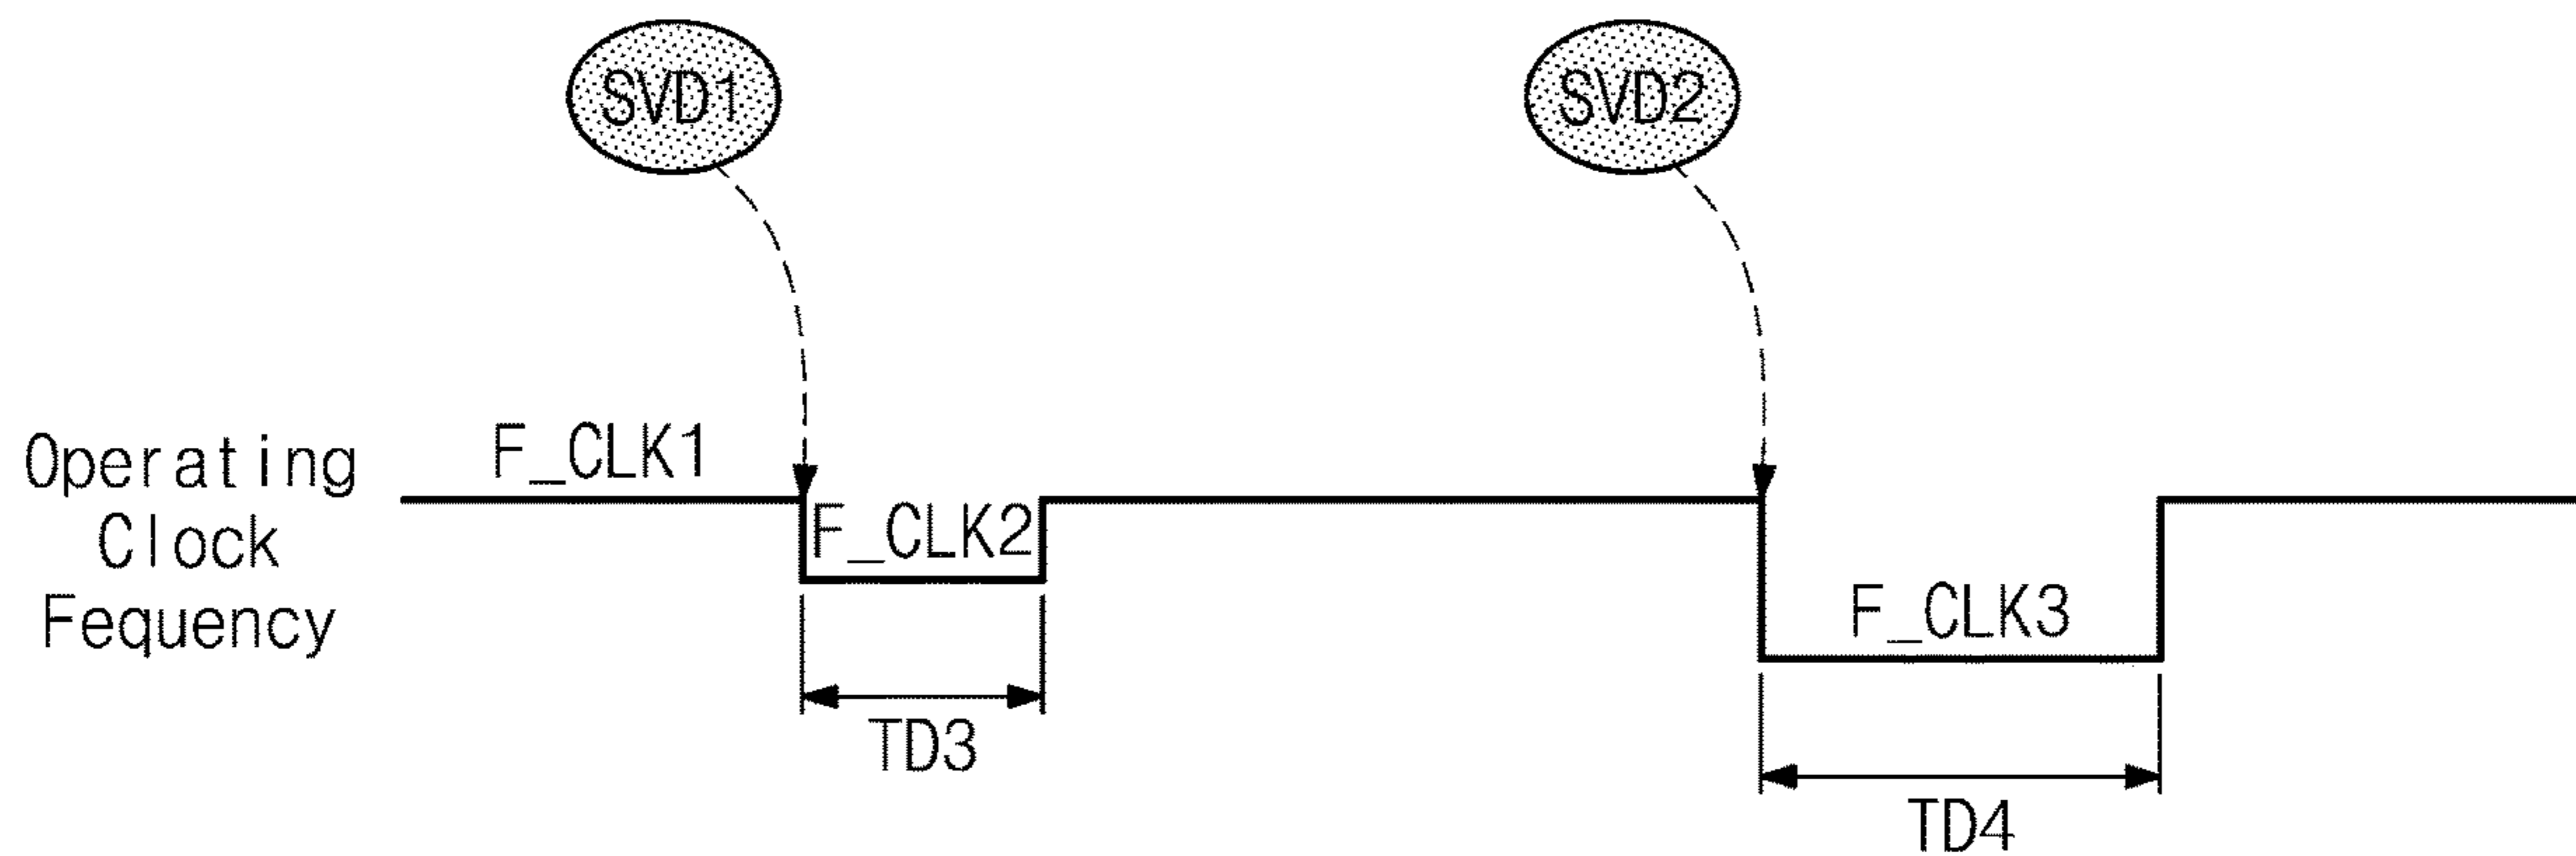 SVD1
SVD2
F_CLK1
Operating
Clock
Fequency
F_CLK2
F_CLK3
TD3
TD4